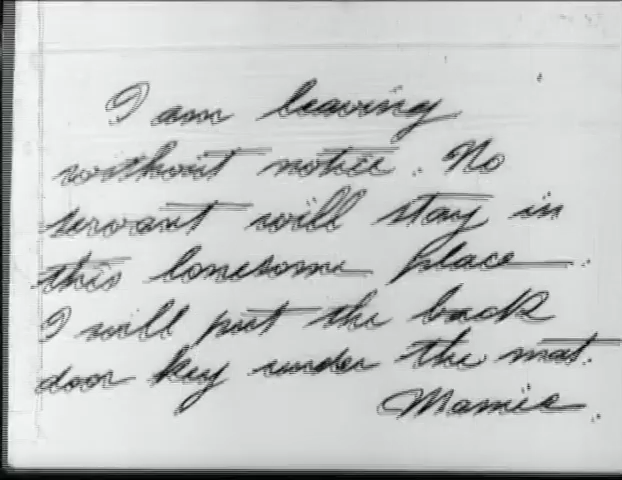 I am leaving
without notice. No
servant will stay in
this lonesome place.
I will put the back
door key under the mat.
Mamie.